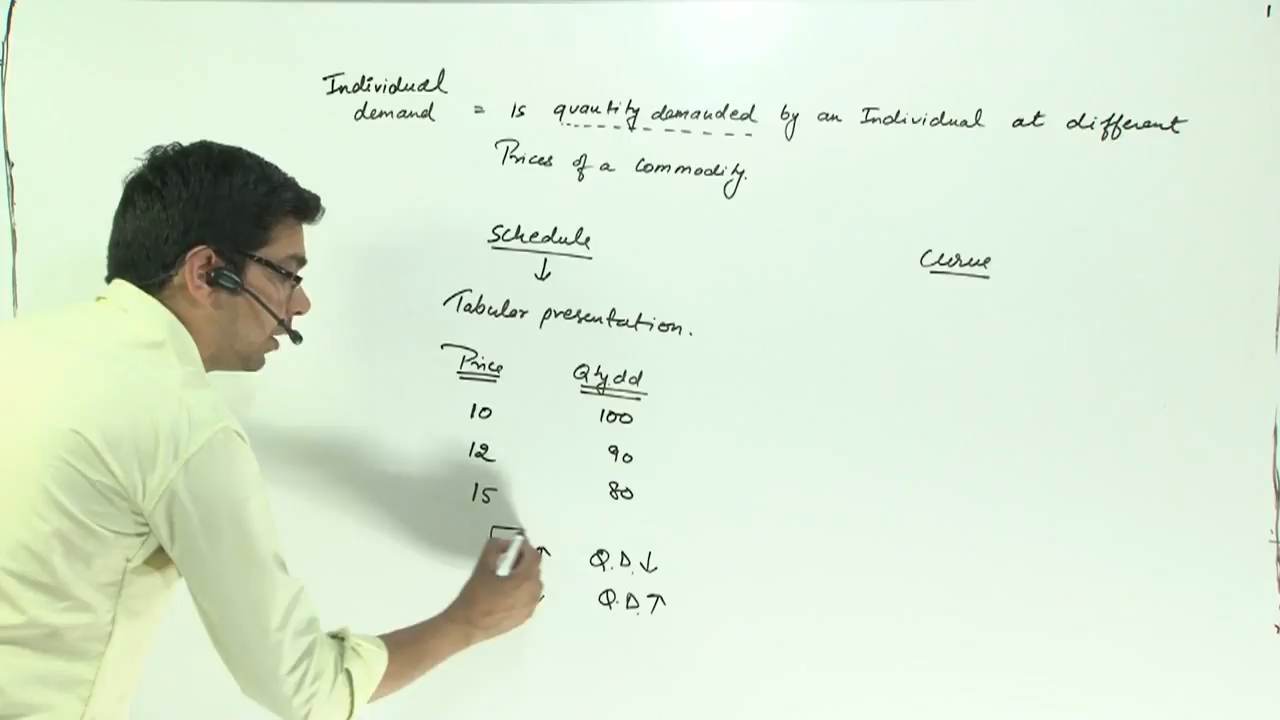 Individual
demand = is quantity demanded by an Individual at different
Prices of a commodity.
Schedule
Curve
↓
Tabular presentation.
Price Qty dd
10 100
12 90
15 80
↑ Q.D. ↓
Q.D. ↑